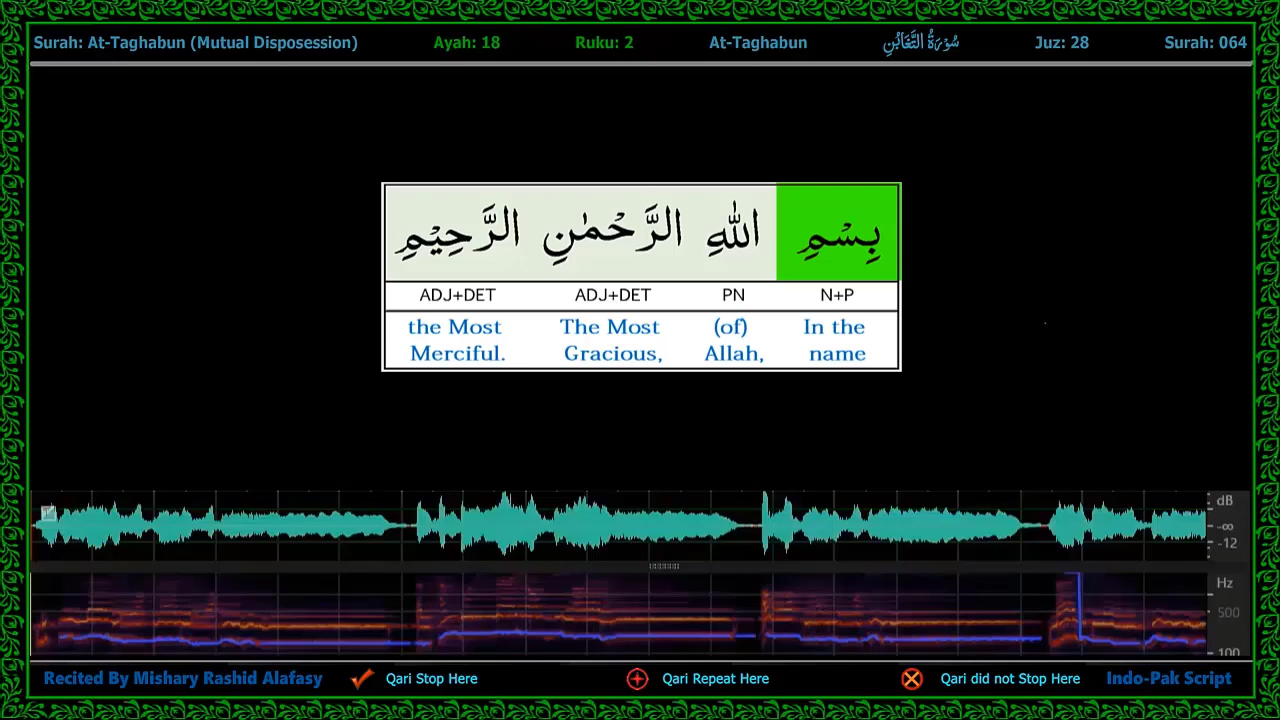 Surah: At-Taghabun (Mutual Disposession) Ayah: 18 Ruku: 2 At-Taghabun سُوْرَةُ التَّغَابُنِ Juz: 28 Surah: 064
بِسْمِ اللّٰهِ الرَّحْمٰنِ الرَّحِيْمِ
ADJ+DET ADJ+DET PN N+P
the Most The Most (of) In the
Merciful. Gracious, Allah, name
dB
-∞
-12
Hz
500
100
Recited By Mishary Rashid Alafasy Qari Stop Here Qari Repeat Here Qari did not Stop Here Indo-Pak Script